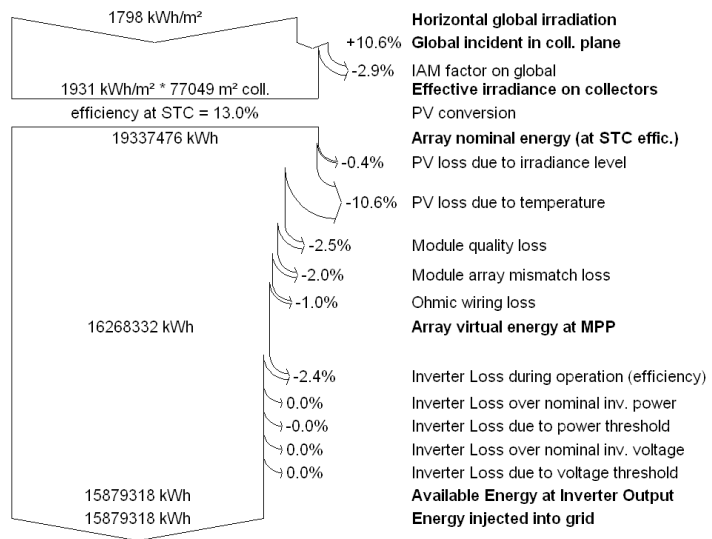 1798 kWh/m² Horizontal global irradiation
+10.6% Global incident in coll. plane
-2.9% IAM factor on global
1931 kWh/m² * 77049 m² coll. Effective irradiance on collectors
efficiency at STC = 13.0% PV conversion
19337476 kWh Array nominal energy (at STC effic.)
-0.4% PV loss due to irradiance level
-10.6% PV loss due to temperature
-2.5% Module quality loss
-2.0% Module array mismatch loss
-1.0% Ohmic wiring loss
16268332 kWh Array virtual energy at MPP
-2.4% Inverter Loss during operation (efficiency)
0.0% Inverter Loss over nominal inv. power
-0.0% Inverter Loss due to power threshold
0.0% Inverter Loss over nominal inv. voltage
0.0% Inverter Loss due to voltage threshold
15879318 kWh Available Energy at Inverter Output
15879318 kWh Energy injected into grid